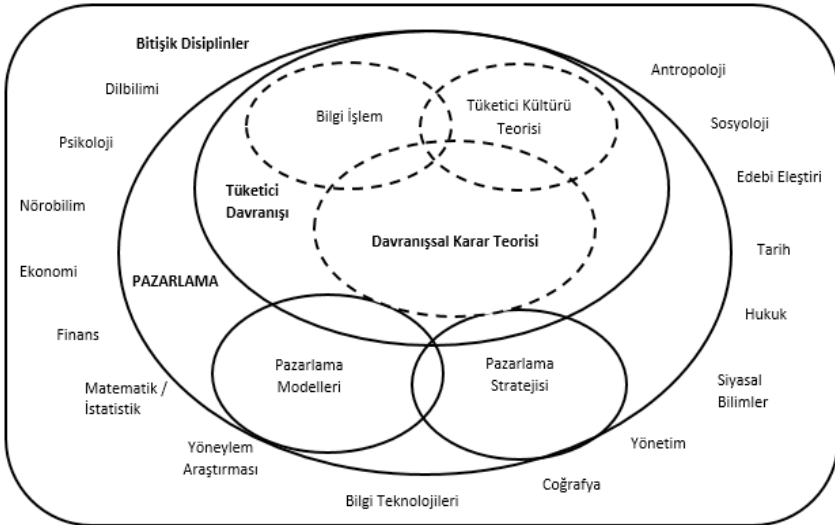 Bitişik Disiplinler
Antropoloji
Dilbilimi
Bilgi İşlem
Tüketici Kültürü
Teorisi
Sosyoloji
Psikoloji
Edebi Eleştiri
Tüketici
Davranışı
Nörobilim
Davranışsal Karar Teorisi
Tarih
Ekonomi
PAZARLAMA
Hukuk
Finans
Pazarlama
Modelleri
Pazarlama
Stratejisi
Matematik /
İstatistik
Siyasal
Bilimler
Yöneylem
Araştırması
Yönetim
Bilgi Teknolojileri
Coğrafya